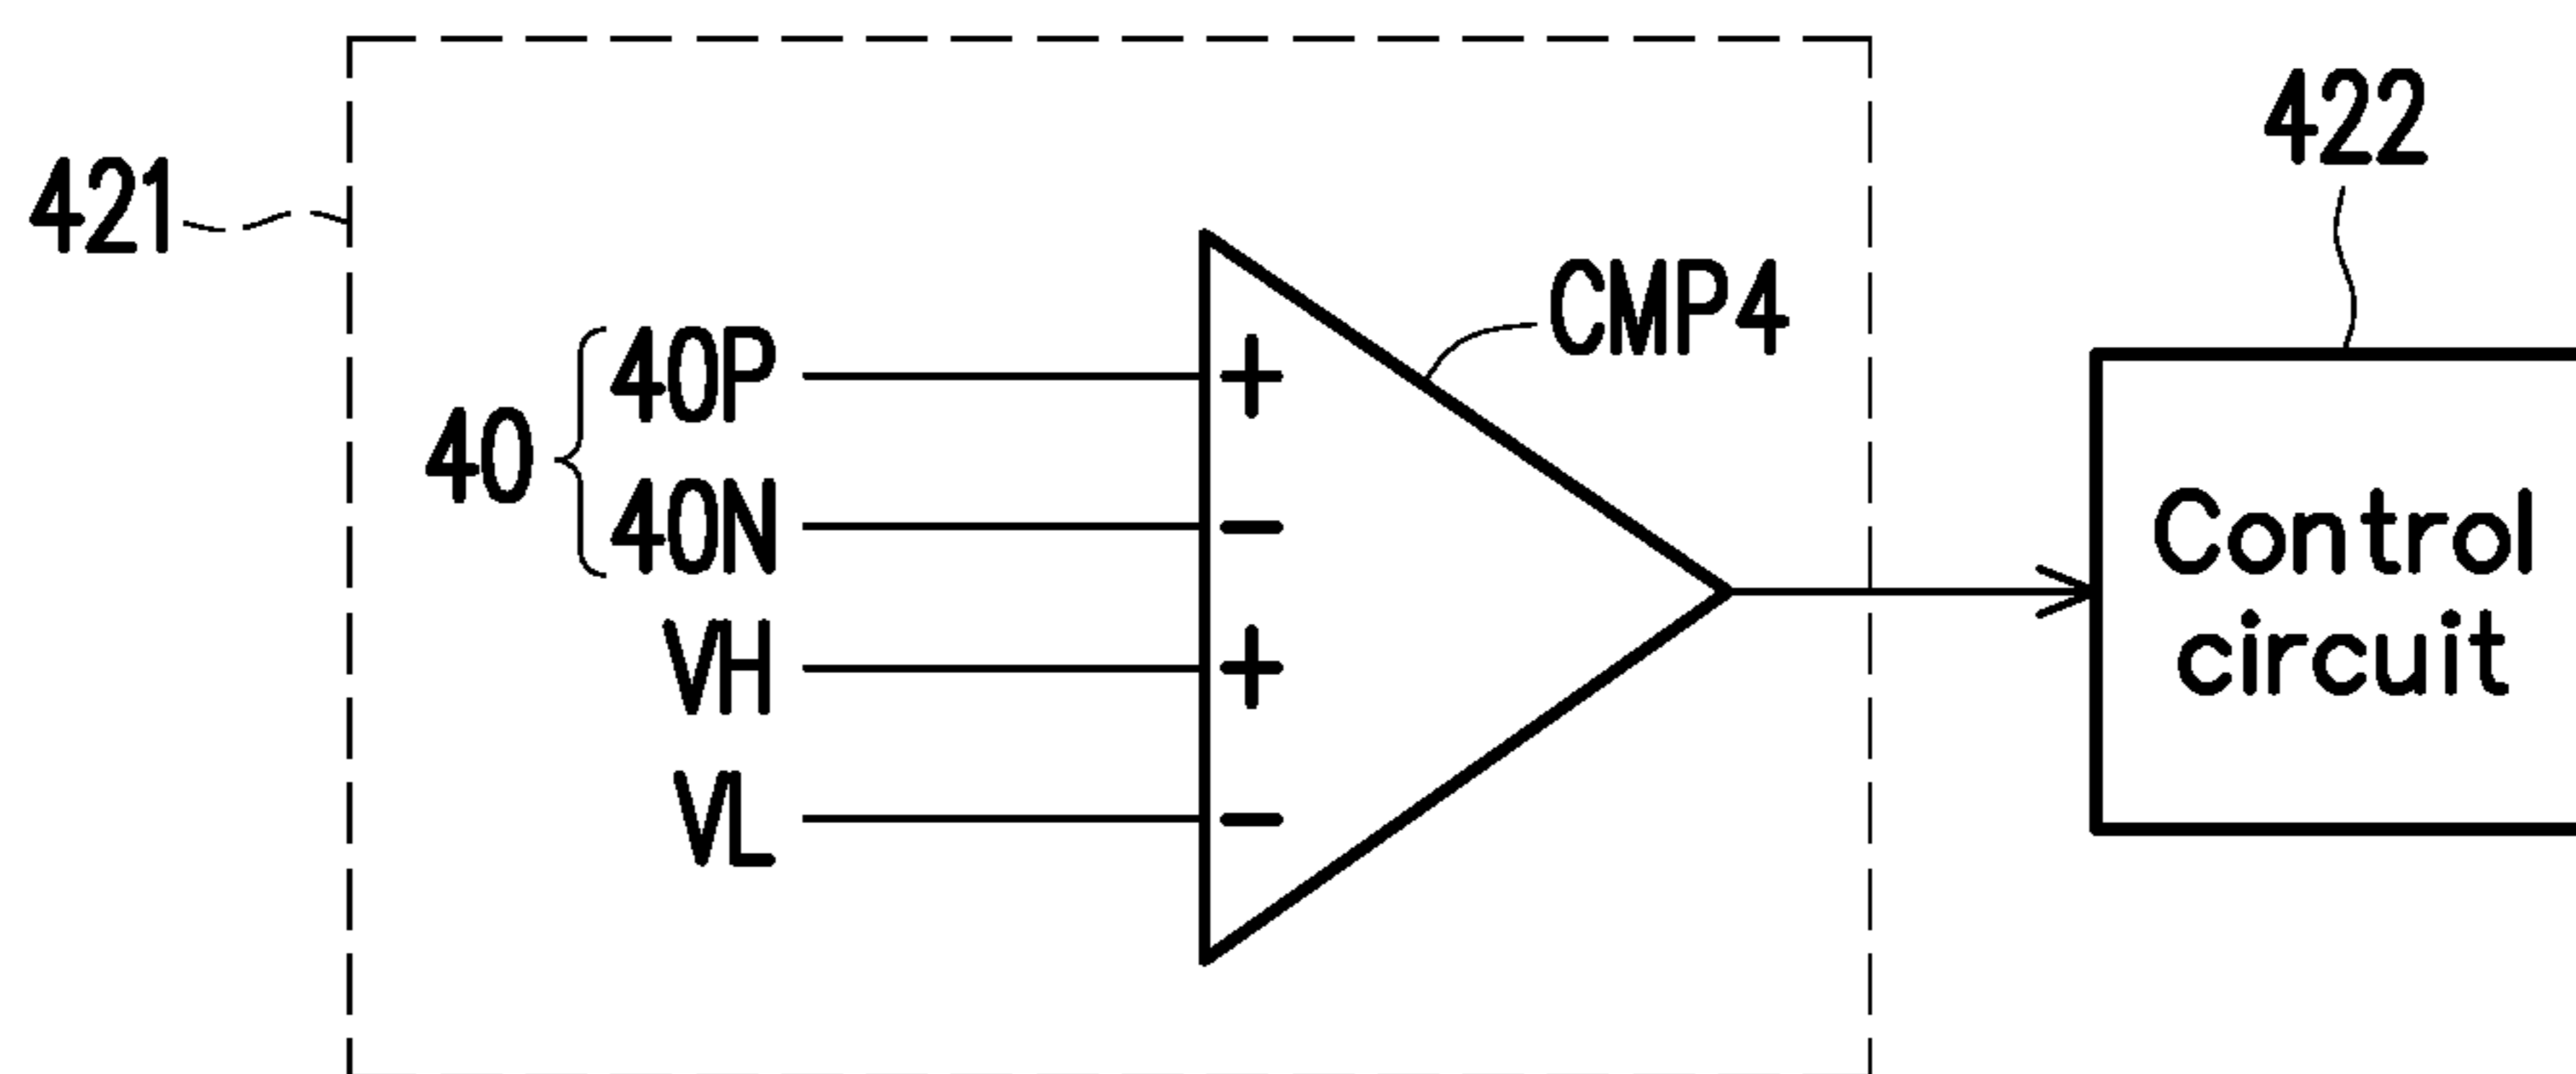 422
421
CMP4
40P
+
40
40N
−
Control
circuit
VH
+
VL
−